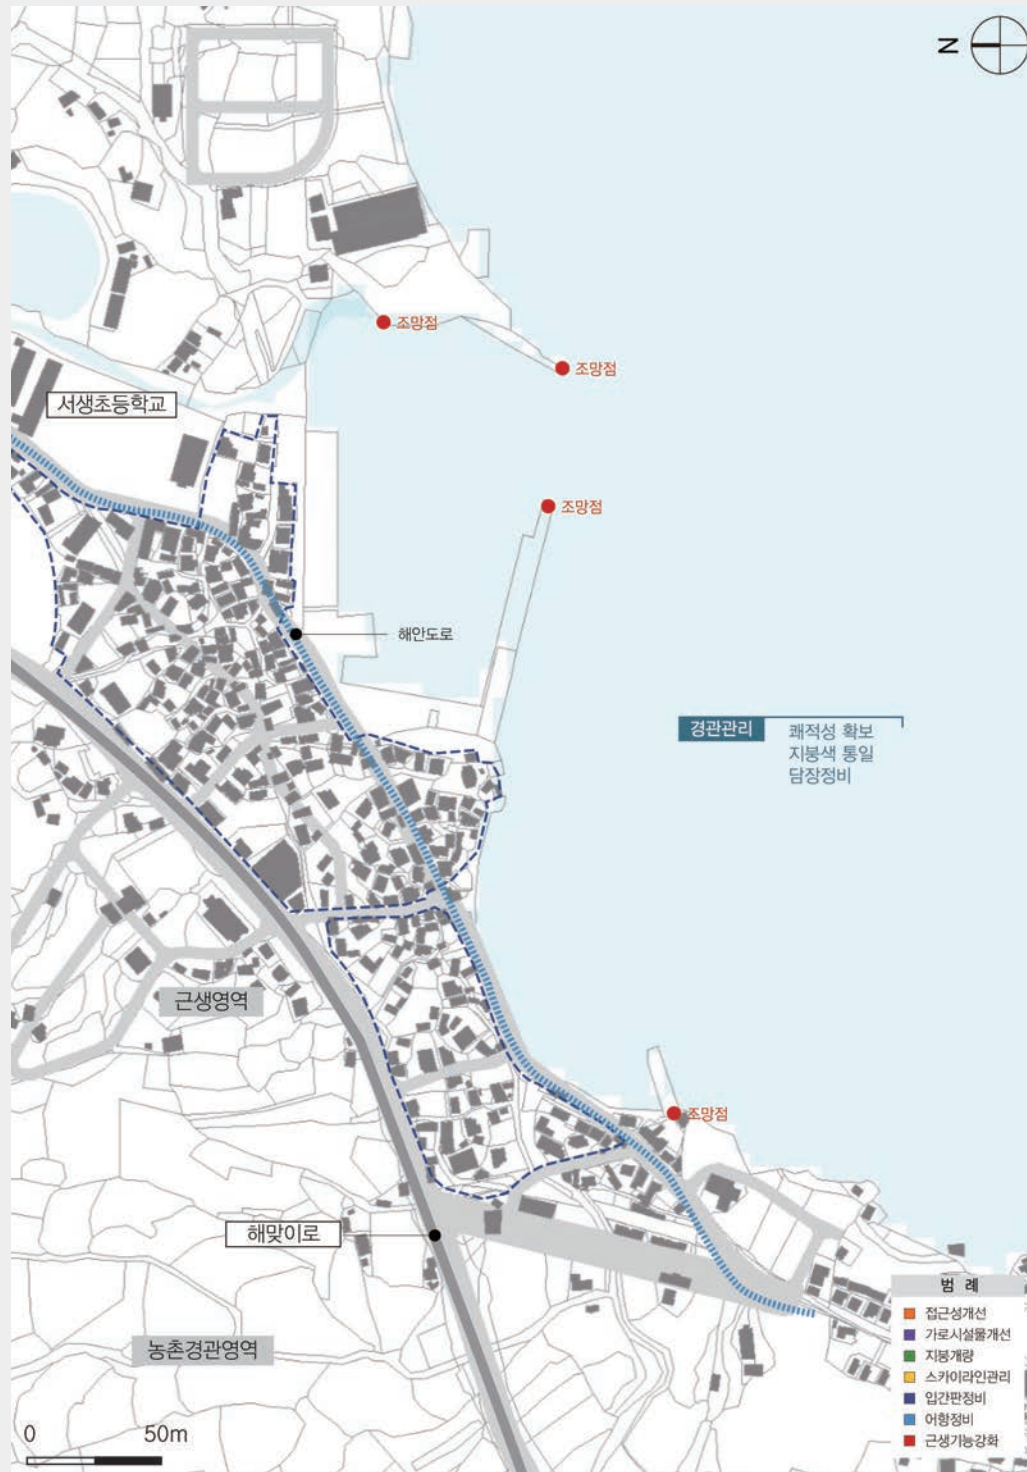 N
조망점
조망점
서생초등학교
조망점
해안도로
경관관리
쾌적성 확보
지붕색 통일
담장정비
근생영역
조망점
해맞이로
농촌경관영역
범 례
접근성개선
가로시설물개선
지붕개량
스카이라인관리
입간판정비
어항정비
근생기능강화
0 50m